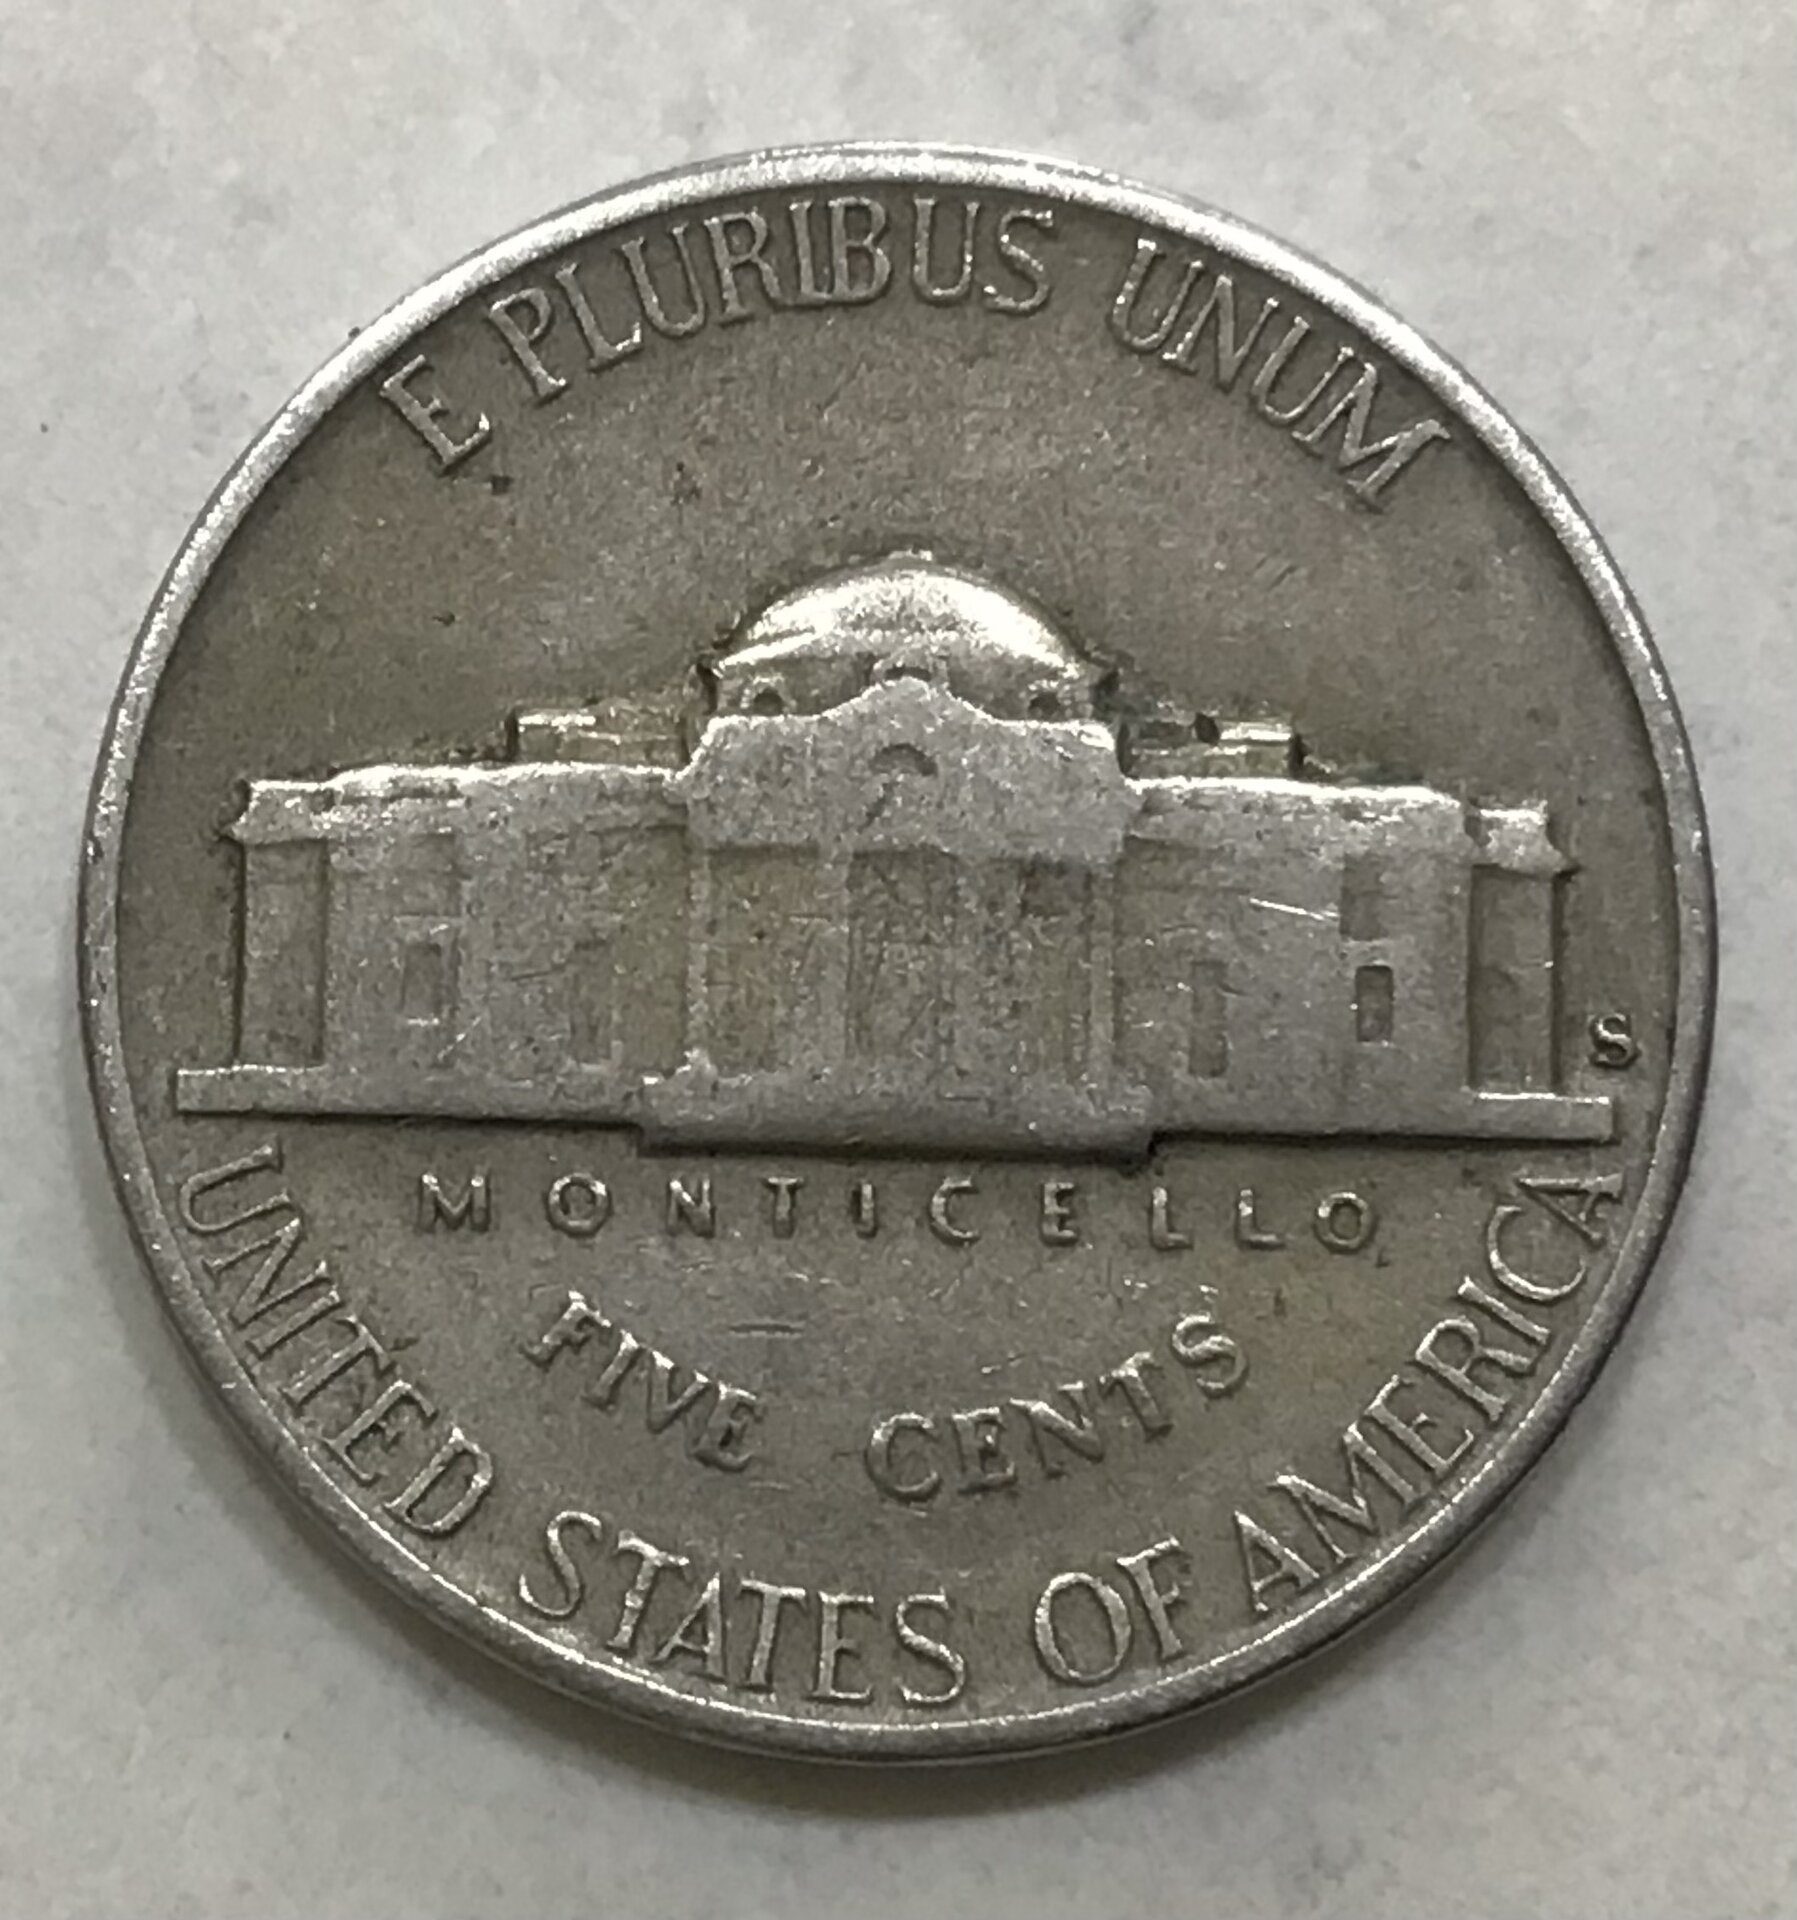 E PLURIBUS UNUM
S
MONTICELLO
FIVE CENTS
UNITED STATES OF AMERICA